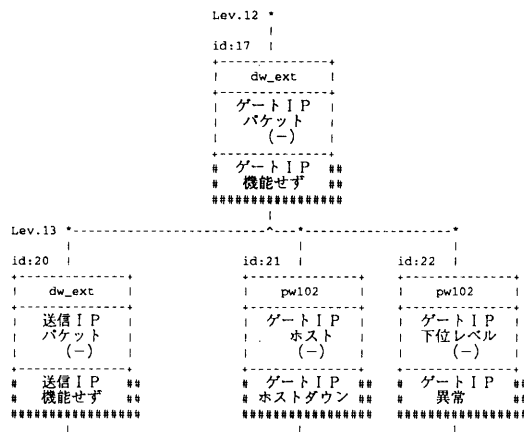 Lev.12 *
id:17
dw_ext
ゲートＩＰ
パケット
(－)
ゲートＩＰ
機能せず
Lev.13
id:20
dw_ext
送信ＩＰ
パケット
(－)
送信ＩＰ
機能せず
id:21
pw102
ゲートＩＰ
ホスト
(－)
ゲートＩＰ
ホストダウン
id:22
pw102
ゲートＩＰ
下位レベル
(－)
ゲートＩＰ
異常